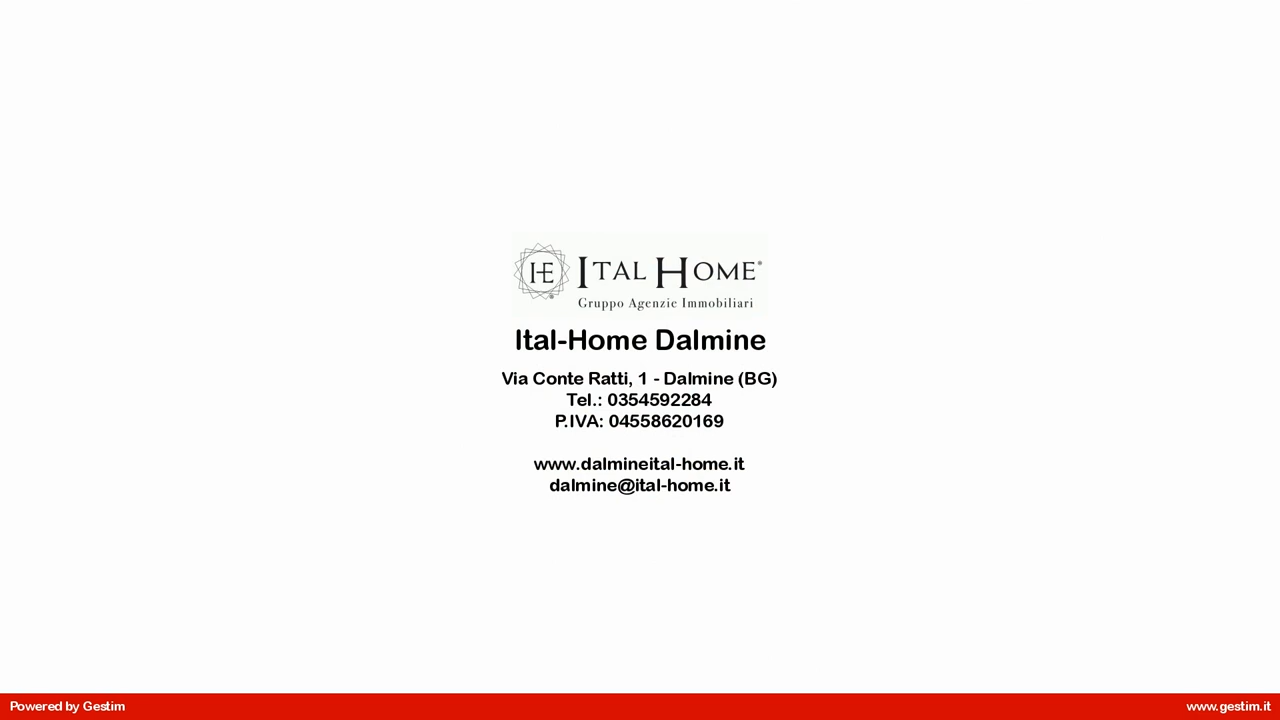 IE ITAL HOME®
®
Gruppo Agenzie Immobiliari
Ital-Home Dalmine
Via Conte Ratti, 1 - Dalmine (BG)
Tel.: 0354592284
P.IVA: 04558620169
www.dalmineital-home.it
dalmine@ital-home.it
Powered by Gestim
www.gestim.it